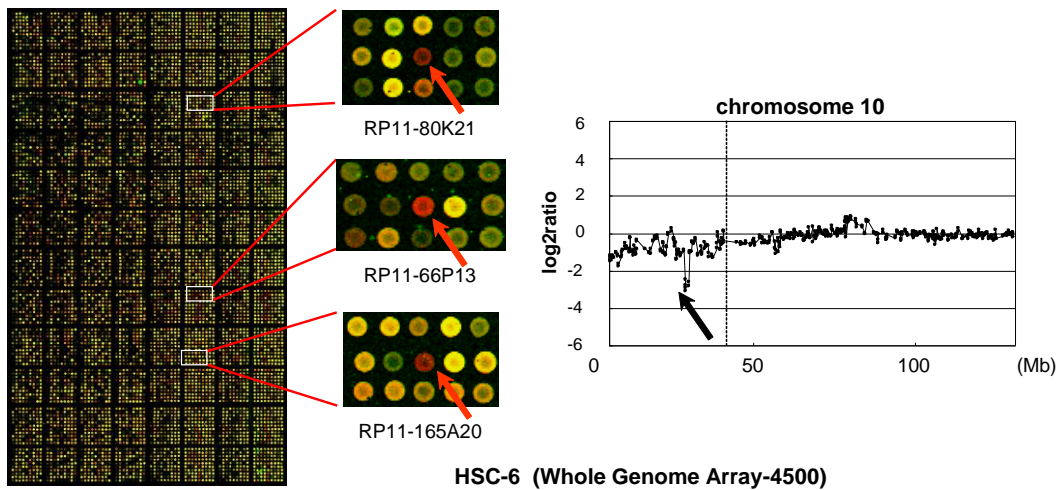 RP11-80K21
RP11-66P13
RP11-165A20
chromosome 10
log2ratio
6
4
2
0
-2
-4
-6
0
50
100
(Mb)
HSC-6 (Whole Genome Array-4500)